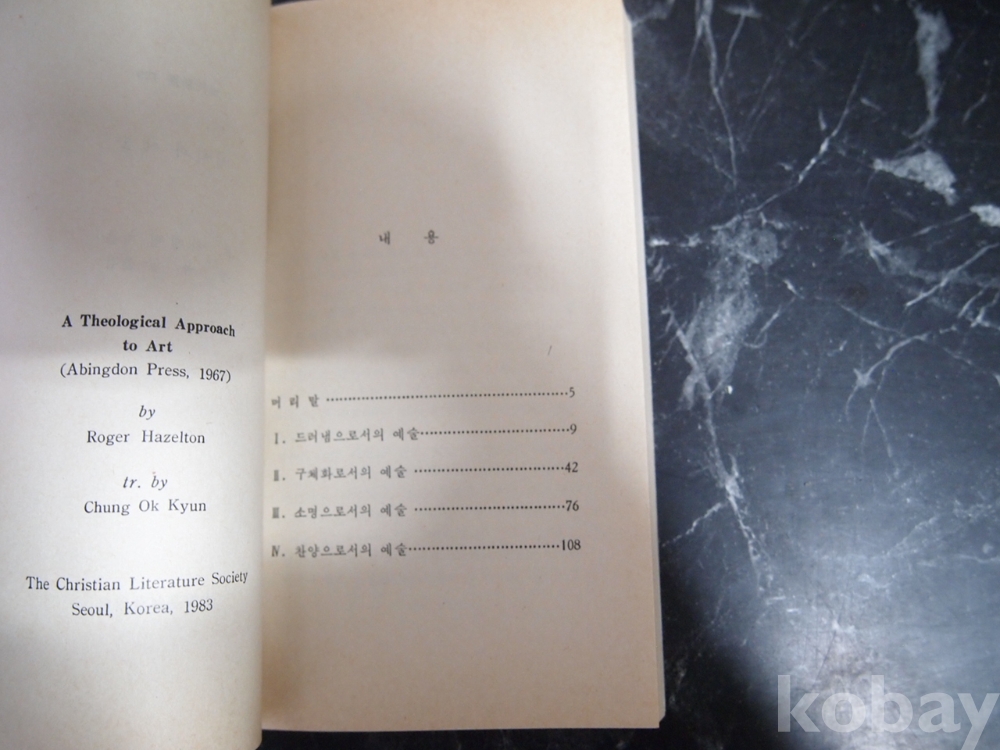 A Theological Approach
to Art
(Abingdon Press, 1967)
by
Roger Hazelton
tr. by
Chung Ok Kyun
The Christian Literature Society
Seoul, Korea, 1983
내 용
머 리 말 ……………………………………5
Ⅰ. 드러냄으로서의 예술……………………9
Ⅱ. 구체화로서의 예술 ……………………42
Ⅲ. 소명으로서의 예술 ……………………76
Ⅳ. 찬양으로서의 예술……………………108
kobay